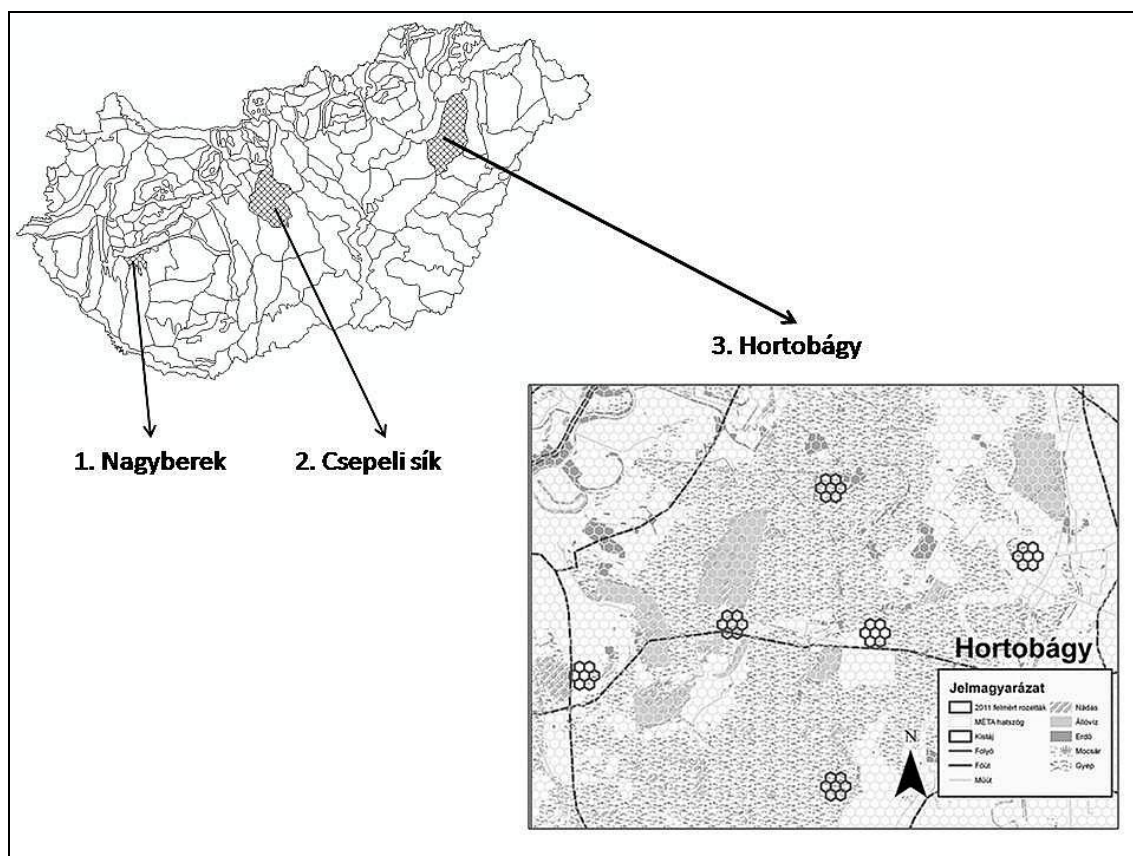 3. Hortobágy
1. Nagyberek
2. Csepeli sík
Hortobágy
Jelmagyarázat
2011 felmért rozetták
MÉTA hatszög
Kistáj
Folyó
Főút
Műút
Nádas
Állóvíz
Erdő
Mocsár
Gyep
N